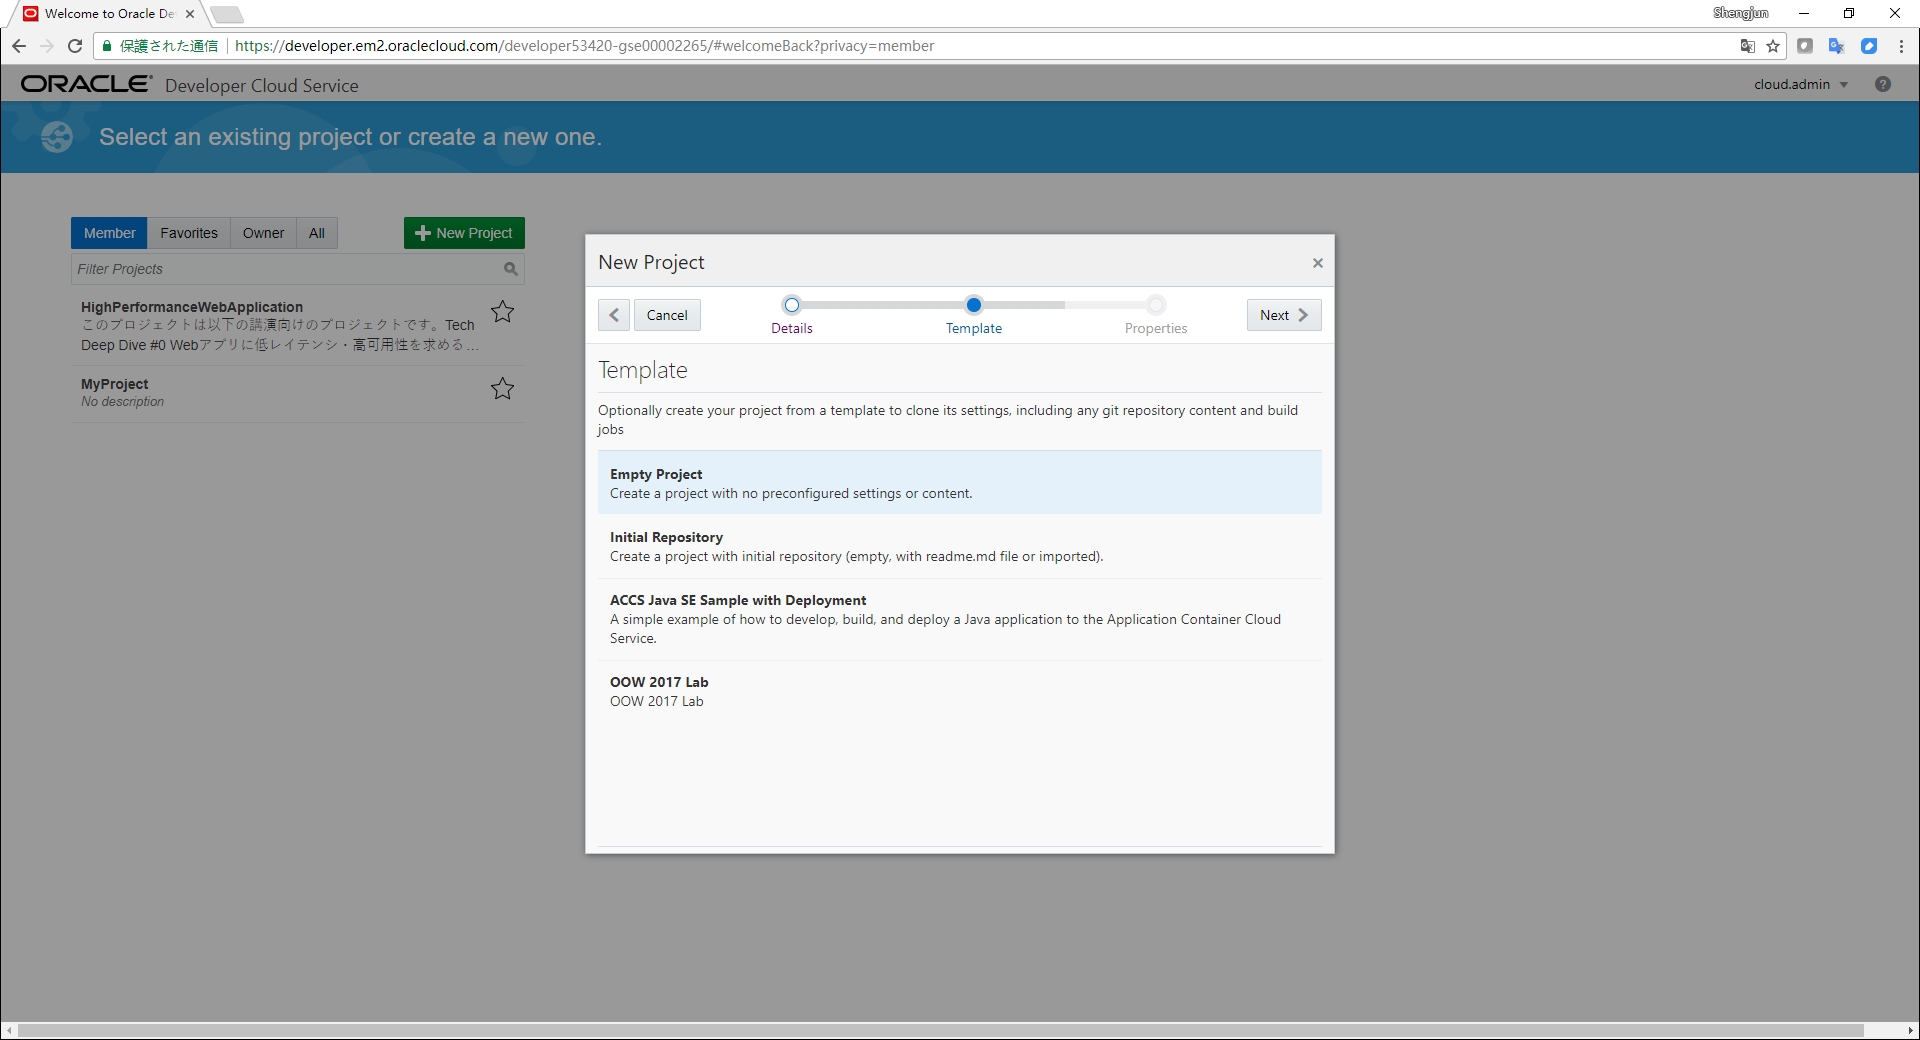 Welcome to Oracle De
Shengjun
保護された通信
https://developer.em2.oraclecloud.com/developer53420-gse00002265/#welcomeBack?privacy=member
ORACLE® Developer Cloud Service
cloud.admin
Select an existing project or create a new one.
Member Favorites Owner All
New Project
Filter Projects
HighPerformanceWebApplication
このプロジェクトは以下の講演向けのプロジェクトです。Tech
Deep Dive #0 Webアプリに低レイテンシ・高可用性を求める…
MyProject
No description
New Project
Cancel
Details
Template
Properties
Next
Template
Optionally create your project from a template to clone its settings, including any git repository content and build
jobs
Empty Project
Create a project with no preconfigured settings or content.
Initial Repository
Create a project with initial repository (empty, with readme.md file or imported).
ACCS Java SE Sample with Deployment
A simple example of how to develop, build, and deploy a Java application to the Application Container Cloud
Service.
OOW 2017 Lab
OOW 2017 Lab